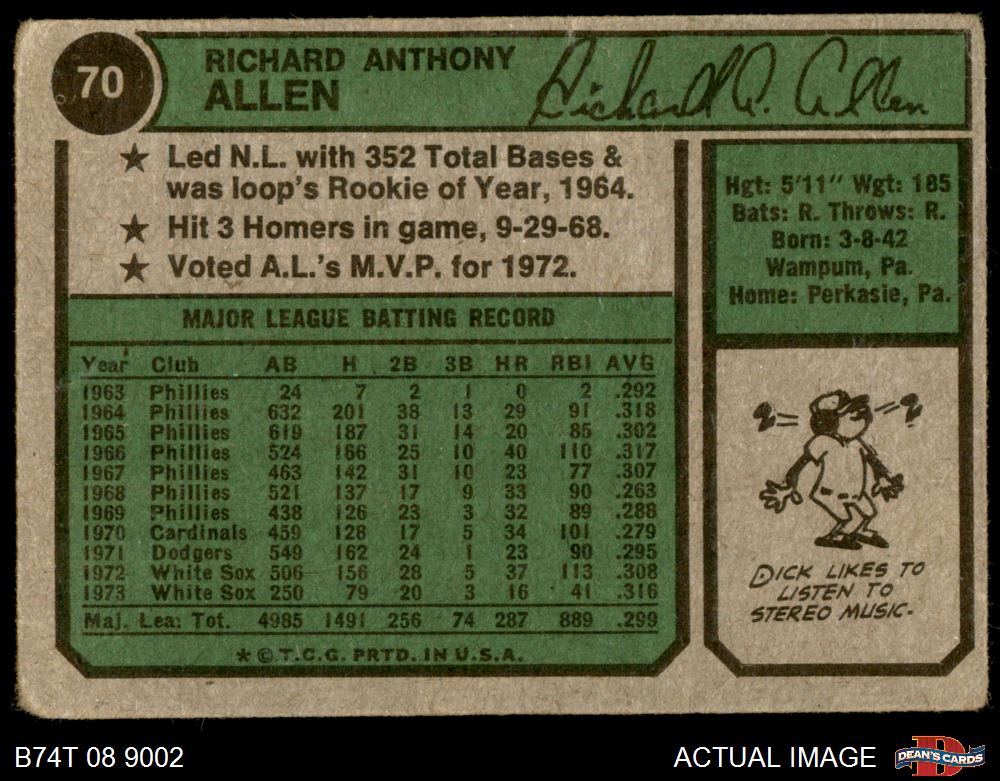 70
RICHARD ANTHONY
ALLEN
Richard A. Allen
★ Led N.L. with 352 Total Bases &
was loop's Rookie of Year, 1964.
★ Hit 3 Homers in game, 9-29-68.
★ Voted A.L.'s M.V.P. for 1972.
Hgt: 5'11" Wgt: 185
Bats: R. Throws: R.
Born: 3-8-42
Wampum, Pa.
Home: Perkasie, Pa.
MAJOR LEAGUE BATTING RECORD
Year Club AB H 2B 3B HR RBI AVG
1963 Phillies 24 7 2 1 0 2 .292
1964 Phillies 632 201 38 13 29 91 .318
1965 Phillies 619 187 31 14 20 85 .302
1966 Phillies 524 166 25 10 40 110 .317
1967 Phillies 463 142 31 10 23 77 .307
1968 Phillies 521 137 17 9 33 90 .263
1969 Phillies 438 126 23 3 32 89 .288
1970 Cardinals 459 128 17 5 34 101 .279
1971 Dodgers 549 162 24 1 23 90 .295
1972 White Sox 506 156 28 5 37 113 .308
1973 White Sox 250 79 20 3 16 41 .316
Maj. Lea. Tot. 4985 1491 256 74 287 889 .299
* © T.C.G. PRTD. IN U.S.A.
DICK LIKES TO
LISTEN TO
STEREO MUSIC.
B74T 08 9002
ACTUAL IMAGE
D
DEAN'S CARDS